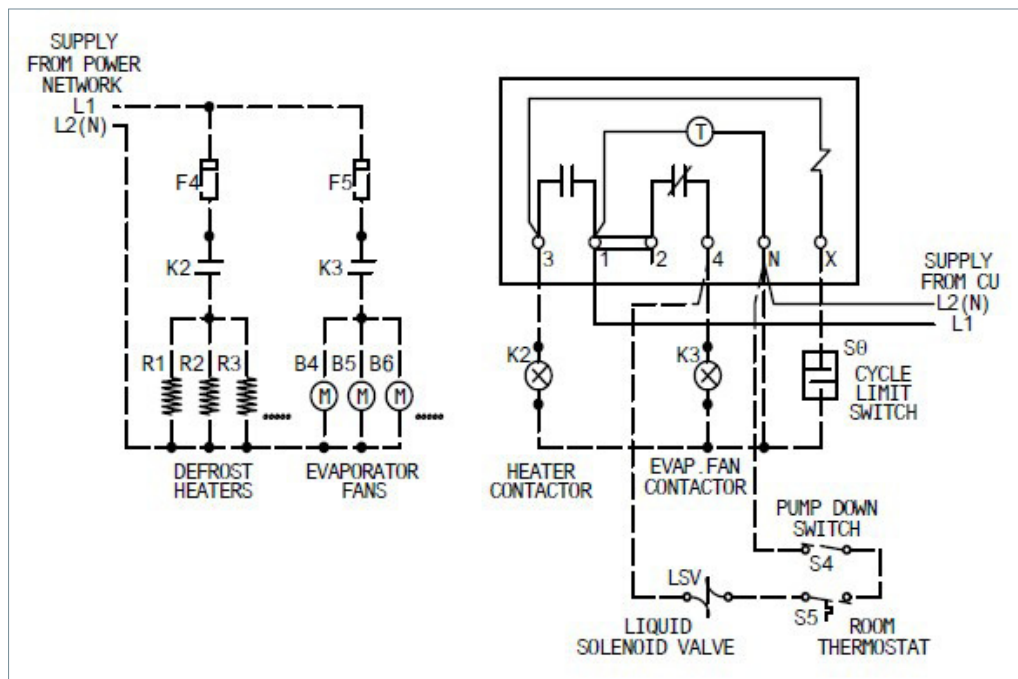 SUPPLY
FROM POWER
NETWORK
L1
L2(N)
F4
F5
K2
K3
R1 R2 R3
B4 B5 B6
M M M
DEFROST
HEATERS
EVAPORATOR
FANS
T
3 1 2 4 N X
SUPPLY
FROM CU
L2(N)
L1
K2
K3
S0
CYCLE
LIMIT
SWITCH
HEATER
CONTACTOR
EVAP.FAN
CONTACTOR
PUMP DOWN
SWITCH
S4
LSV
S5
LIQUID
SOLENOID VALVE
ROOM
THERMOSTAT